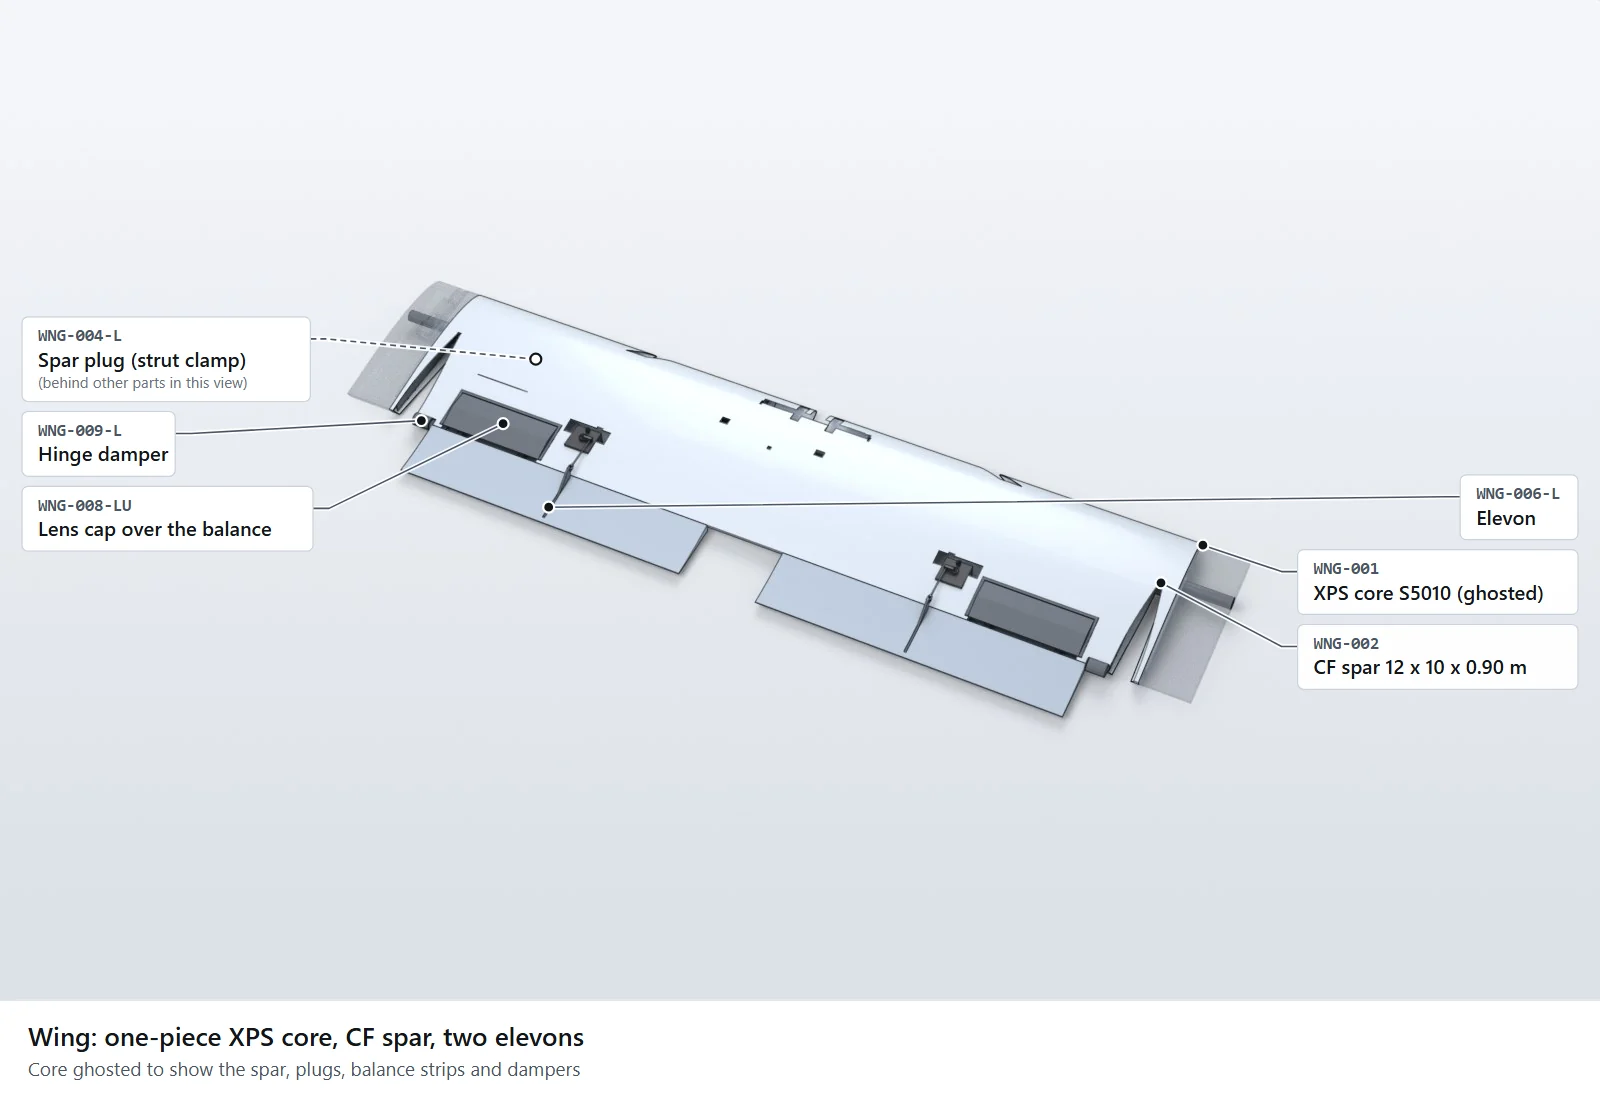 WNG-004-L
Spar plug (strut clamp)
(behind other parts in this view)
WNG-009-L
Hinge damper
WNG-008-LU
Lens cap over the balance
WNG-006-L
Elevon
WNG-001
XPS core S5010 (ghosted)
WNG-002
CF spar 12 x 10 x 0.90 m
Wing: one-piece XPS core, CF spar, two elevons
Core ghosted to show the spar, plugs, balance strips and dampers